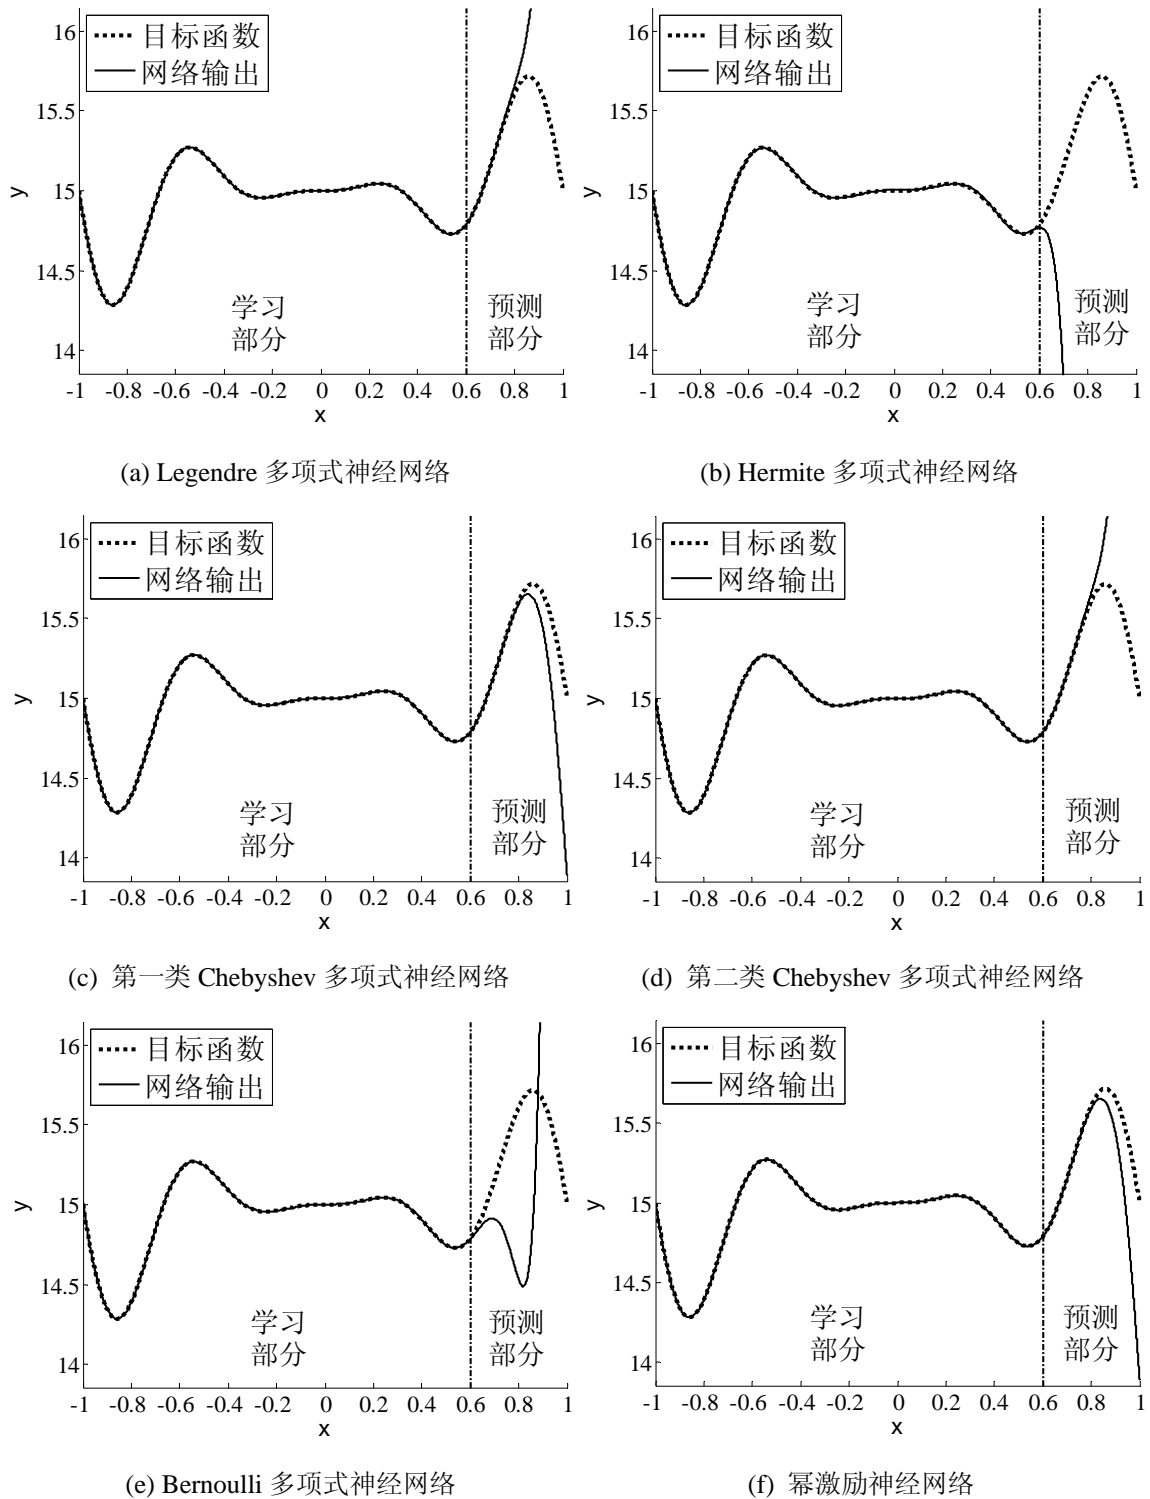 目标函数
网络输出
16
15.5
15
14.5
14
y
学习
部分
预测
部分
-1 -0.8 -0.6 -0.4 -0.2 0 0.2 0.4 0.6 0.8 1
x
(a) Legendre 多项式神经网络
目标函数
网络输出
16
15.5
15
14.5
14
y
学习
部分
预测
部分
-1 -0.8 -0.6 -0.4 -0.2 0 0.2 0.4 0.6 0.8 1
x
(b) Hermite 多项式神经网络
目标函数
网络输出
16
15.5
15
14.5
14
y
学习
部分
预测
部分
-1 -0.8 -0.6 -0.4 -0.2 0 0.2 0.4 0.6 0.8 1
x
(c) 第一类 Chebyshev 多项式神经网络
目标函数
网络输出
16
15.5
15
14.5
14
y
学习
部分
预测
部分
-1 -0.8 -0.6 -0.4 -0.2 0 0.2 0.4 0.6 0.8 1
x
(d) 第二类 Chebyshev 多项式神经网络
目标函数
网络输出
16
15.5
15
14.5
14
y
学习
部分
预测
部分
-1 -0.8 -0.6 -0.4 -0.2 0 0.2 0.4 0.6 0.8 1
x
(e) Bernoulli 多项式神经网络
目标函数
网络输出
16
15.5
15
14.5
14
y
学习
部分
预测
部分
-1 -0.8 -0.6 -0.4 -0.2 0 0.2 0.4 0.6 0.8 1
x
(f) 幂激励神经网络